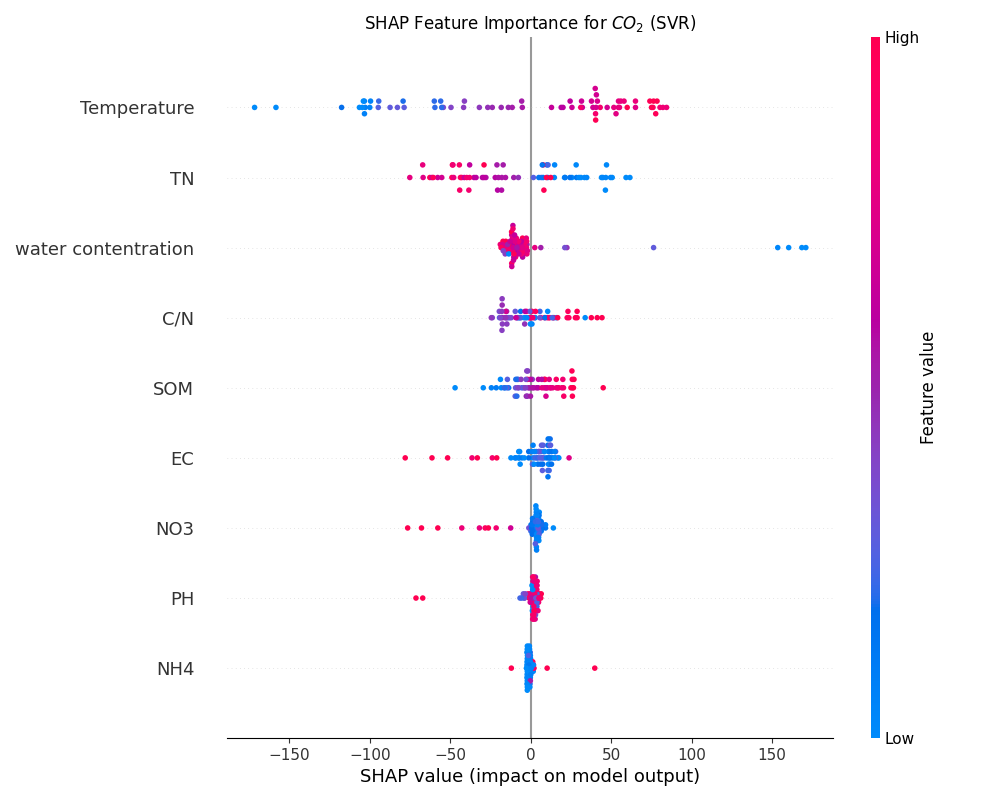 SHAP Feature Importance for CO₂ (SVR)
High
Temperature
TN
water contentration
C/N
SOM
EC
NO3
PH
NH4
Feature value
Low
−150 −100 −50 0 50 100 150
SHAP value (impact on model output)